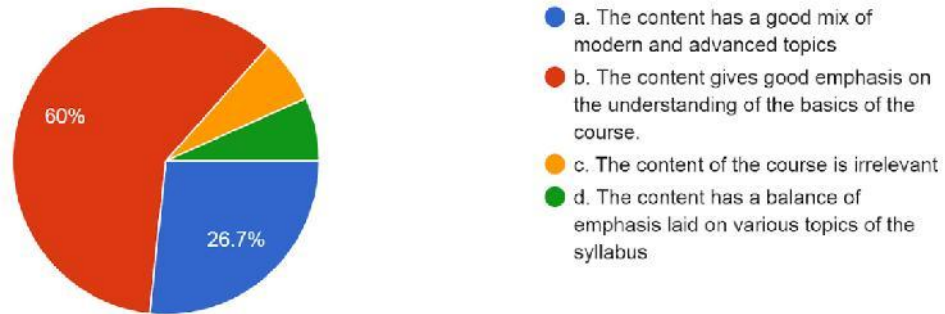 60%
26.7%
a. The content has a good mix of
modern and advanced topics
b. The content gives good emphasis on
the understanding of the basics of the
course.
c. The content of the course is irrelevant
d. The content has a balance of
emphasis laid on various topics of the
syllabus